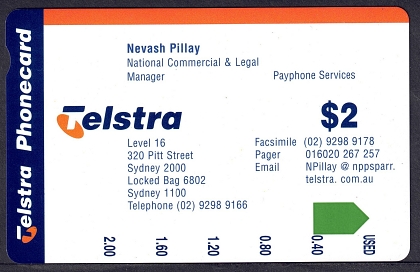 Telstra Phonecard
Nevash Pillay
National Commercial & Legal
Manager
Payphone Services
Telstra
$2
Level 16
320 Pitt Street
Sydney 2000
Locked Bag 6802
Sydney 1100
Telephone (02) 9298 9166
Facsimile (02) 9298 9178
Pager 016020 267 257
Email NPillay @ nppsparr.
telstra. com.au
2.00
1.60
1.20
0.80
0.40
USED